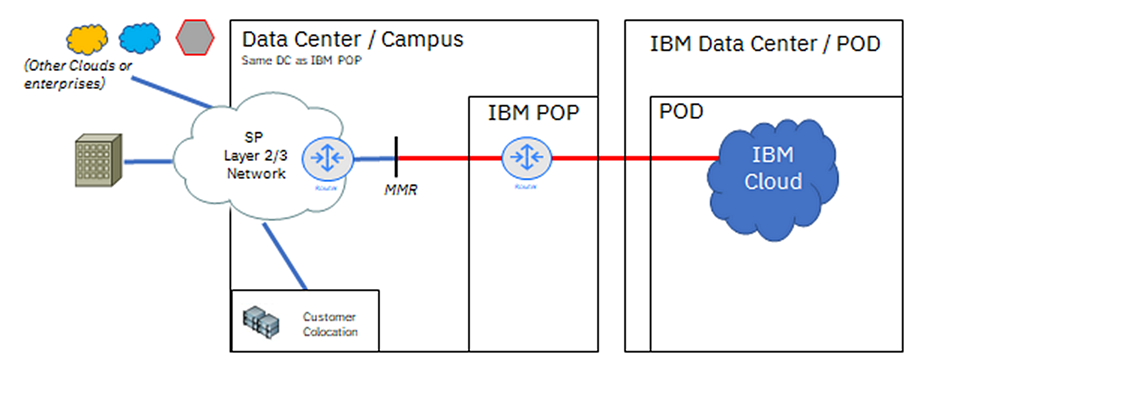 Data Center / Campus
Same DC as IBM POP
IBM Data Center / POD
(Other Clouds or
enterprises)
IBM POP
POD
SP
Layer 2/3
Network
Router
MMR
Router
IBM
Cloud
Customer
Colocation